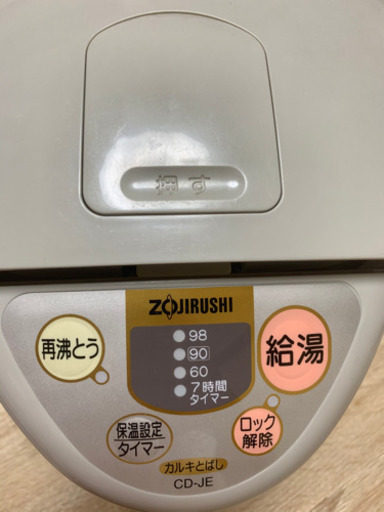 押す
ZOJIRUSHI
98
90
60
7時間
タイマー
再沸とう
給湯
保温設定
タイマー
ロック
解除
カルキとばし
CD-JE